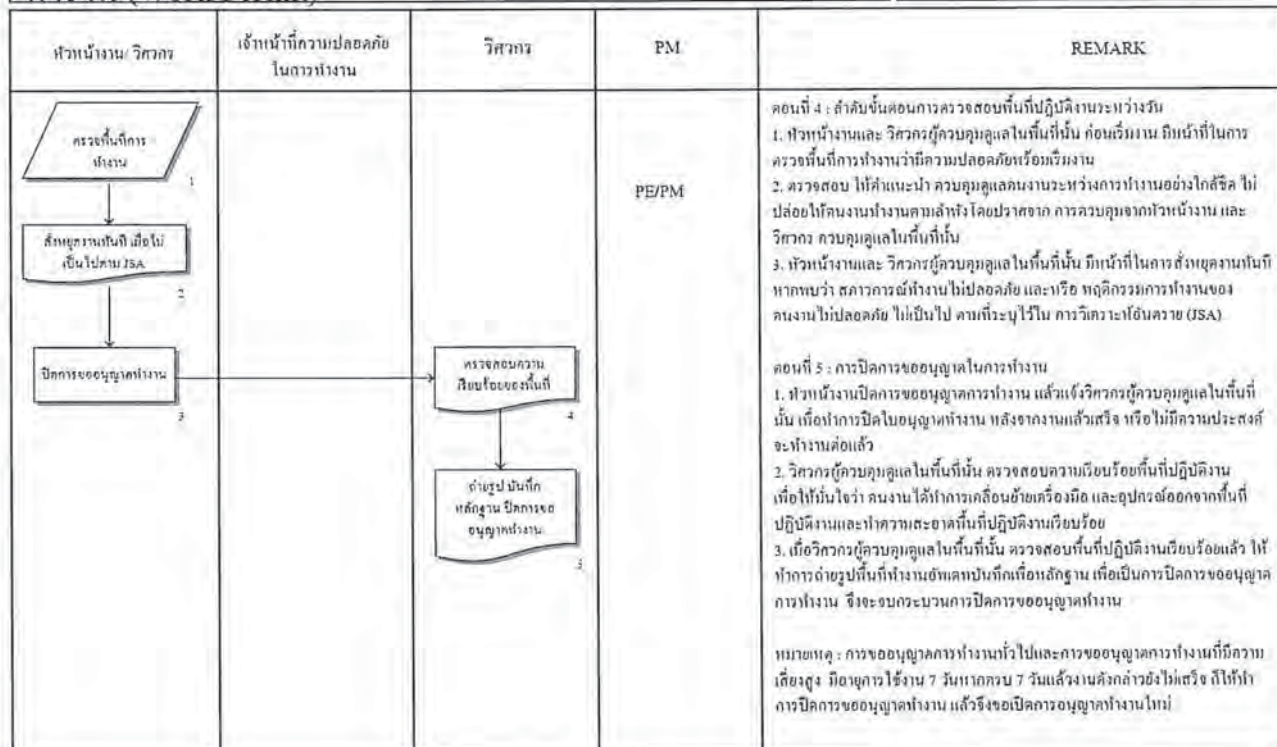 หัวหน้างาน/ วิศวกร
เจ้าหน้าที่ความปลอดภัย
ในการทำงาน
วิศวกร
PM
REMARK
ตรวจพื้นที่การ
ทำงาน
1
สั่งหยุดงานทันที เมื่อไม่
เป็นไปตาม JSA
2
ปิดการขออนุญาตทำงาน
3
ตรวจสอบความ
เรียบร้อยของพื้นที่
4
ถ่ายรูป บันทึก
หลักฐาน ปิดการขอ
อนุญาตทำงาน
5
PE/PM
ตอนที่ 4 : ลำดับขั้นตอนการตรวจสอบพื้นที่ปฏิบัติงานระหว่างวัน
1. หัวหน้างานและ วิศวกรผู้ควบคุมดูแลในพื้นที่นั้น ก่อนเริ่มงาน มีหน้าที่ในการ
ตรวจพื้นที่การทำงานว่ามีความปลอดภัยพร้อมเริ่มงาน
2. ตรวจสอบ ให้คำแนะนำ ควบคุมดูแลคนงานระหว่างการทำงานอย่างใกล้ชิด ไม่
ปล่อยให้คนงานทำงานตามลำพังโดยปราศจาก การควบคุมจากหัวหน้างาน และ
วิศวกร ควบคุมดูแลในพื้นที่นั้น
3. หัวหน้างานและ วิศวกรผู้ควบคุมดูแลในพื้นที่นั้น มีหน้าที่ในการสั่งหยุดงานทันที
หากพบว่า สภาวการณ์ทำงานไม่ปลอดภัย และหรือ พฤติกรรมการทำงานของ
คนงานไม่ปลอดภัย ไม่เป็นไป ตามที่ระบุไว้ใน การวิเคราะห์อันตราย (JSA)
ตอนที่ 5 : การปิดการขออนุญาตในการทำงาน
1. หัวหน้างานปิดการขออนุญาตการทำงาน แล้วแจ้งวิศวกรผู้ควบคุมดูแลในพื้นที่
นั้น เพื่อทำการปิดใบอนุญาตทำงาน หลังจากงานแล้วเสร็จ หรือไม่มีความประสงค์
จะทำงานต่อแล้ว
2. วิศวกรผู้ควบคุมดูแลในพื้นที่นั้น ตรวจสอบความเรียบร้อยพื้นที่ปฏิบัติงาน
เพื่อให้มั่นใจว่า คนงานได้ทำการเคลื่อนย้ายเครื่องมือ และอุปกรณ์ออกจากพื้นที่
ปฏิบัติงานและทำความสะอาดพื้นที่ปฏิบัติงานเรียบร้อย
3. เมื่อวิศวกรผู้ควบคุมดูแลในพื้นที่นั้น ตรวจสอบพื้นที่ปฏิบัติงานเรียบร้อยแล้ว ให้
ทำการถ่ายรูปพื้นที่ทำงานอัพเดทบันทึกเพื่อหลักฐาน เพื่อเป็นการปิดการขออนุญาต
การทำงาน จึงจะจบกระบวนการปิดการขออนุญาตทำงาน
หมายเหตุ : การขออนุญาตการทำงานทั่วไปและการขออนุญาตการทำงานที่มีความ
เสี่ยงสูง มีอายุการใช้งาน 7 วันหากครบ 7 วันแล้วงานดังกล่าวยังไม่เสร็จ ก็ให้ทำ
การปิดการขออนุญาตทำงาน แล้วจึงขอเปิดการอนุญาตทำงานใหม่